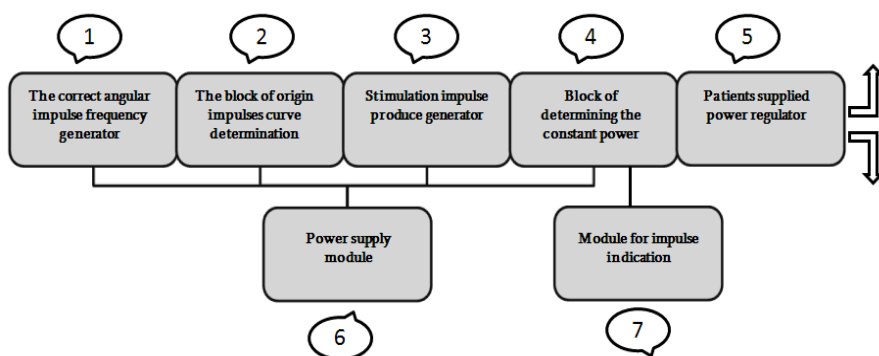 1
2
3
4
5
The correct angular
impulse frequency
generator
The block of origin
impulses curve
determination
Stimulation impulse
produce generator
Block of
determining the
constant power
Patients supplied
power regulator
Power supply
module
Module for impulse
indication
6
7